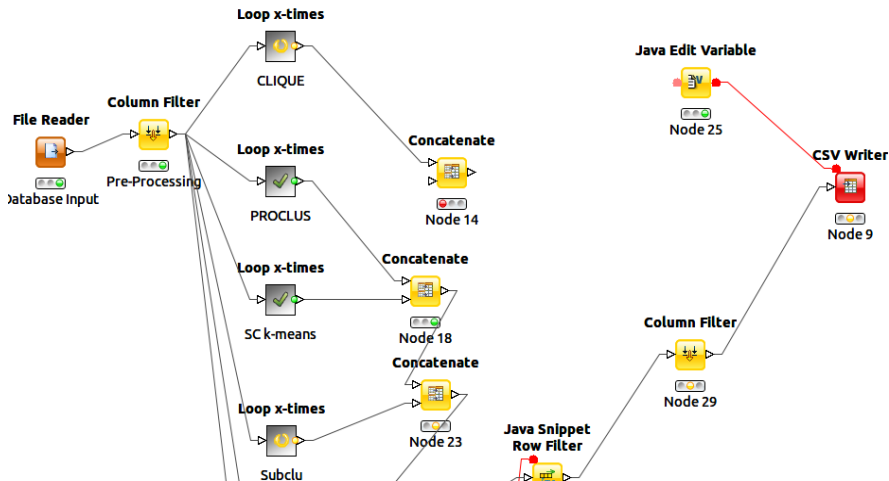 Loop x-times
CLIQUE
Java Edit Variable
Node 25
File Reader
Database Input
Column Filter
Pre-Processing
Loop x-times
PROCLUS
Concatenate
Node 14
CSV Writer
Node 9
Loop x-times
SC k-means
Concatenate
Node 18
Column Filter
Node 29
Concatenate
Node 23
Loop x-times
Subclu
Java Snippet
Row Filter